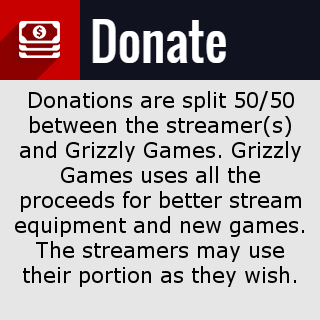 $
Donate
Donations are split 50/50
between the streamer(s)
and Grizzly Games. Grizzly
Games uses all the
proceeds for better stream
equipment and new games.
The streamers may use
their portion as they wish.